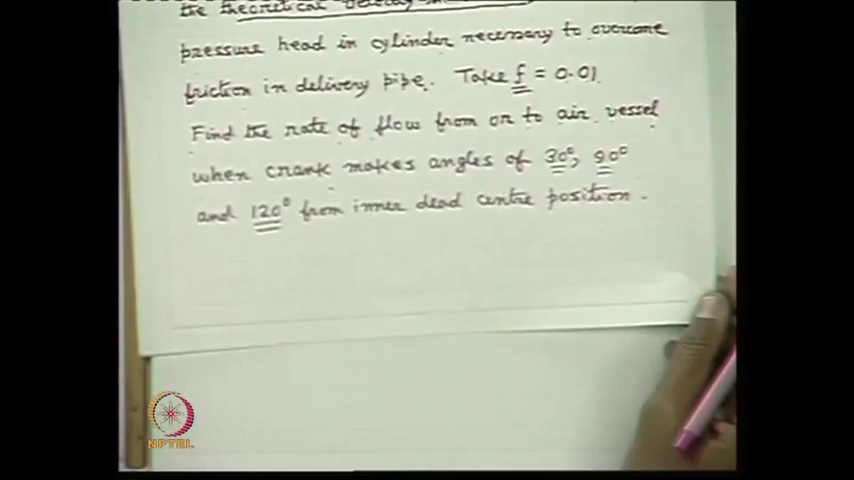 the theoretical
pressure head in cylinder necessary to overcome
friction in delivery pipe. Take f = 0.01.
Find the rate of flow from or to air vessel
when crank makes angles of 30°, 90°
and 120° from inner dead centre position.
NPTEL